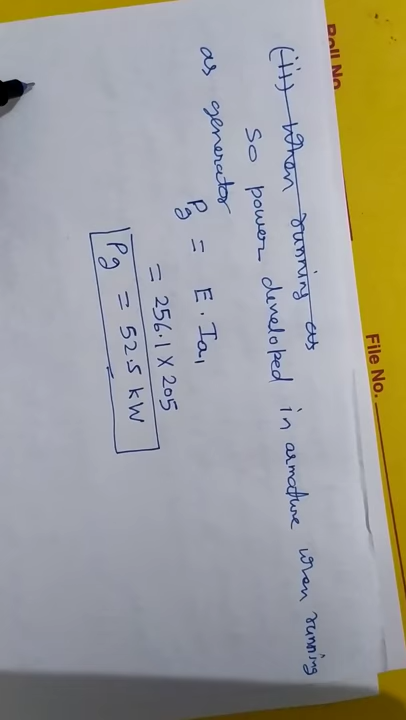 Roll No.
File No.
(ii) When running as
So power developed in armature when running
as generator
Pg = E. Ia1
= 256.1 X 205
Pg = 52.5 kW